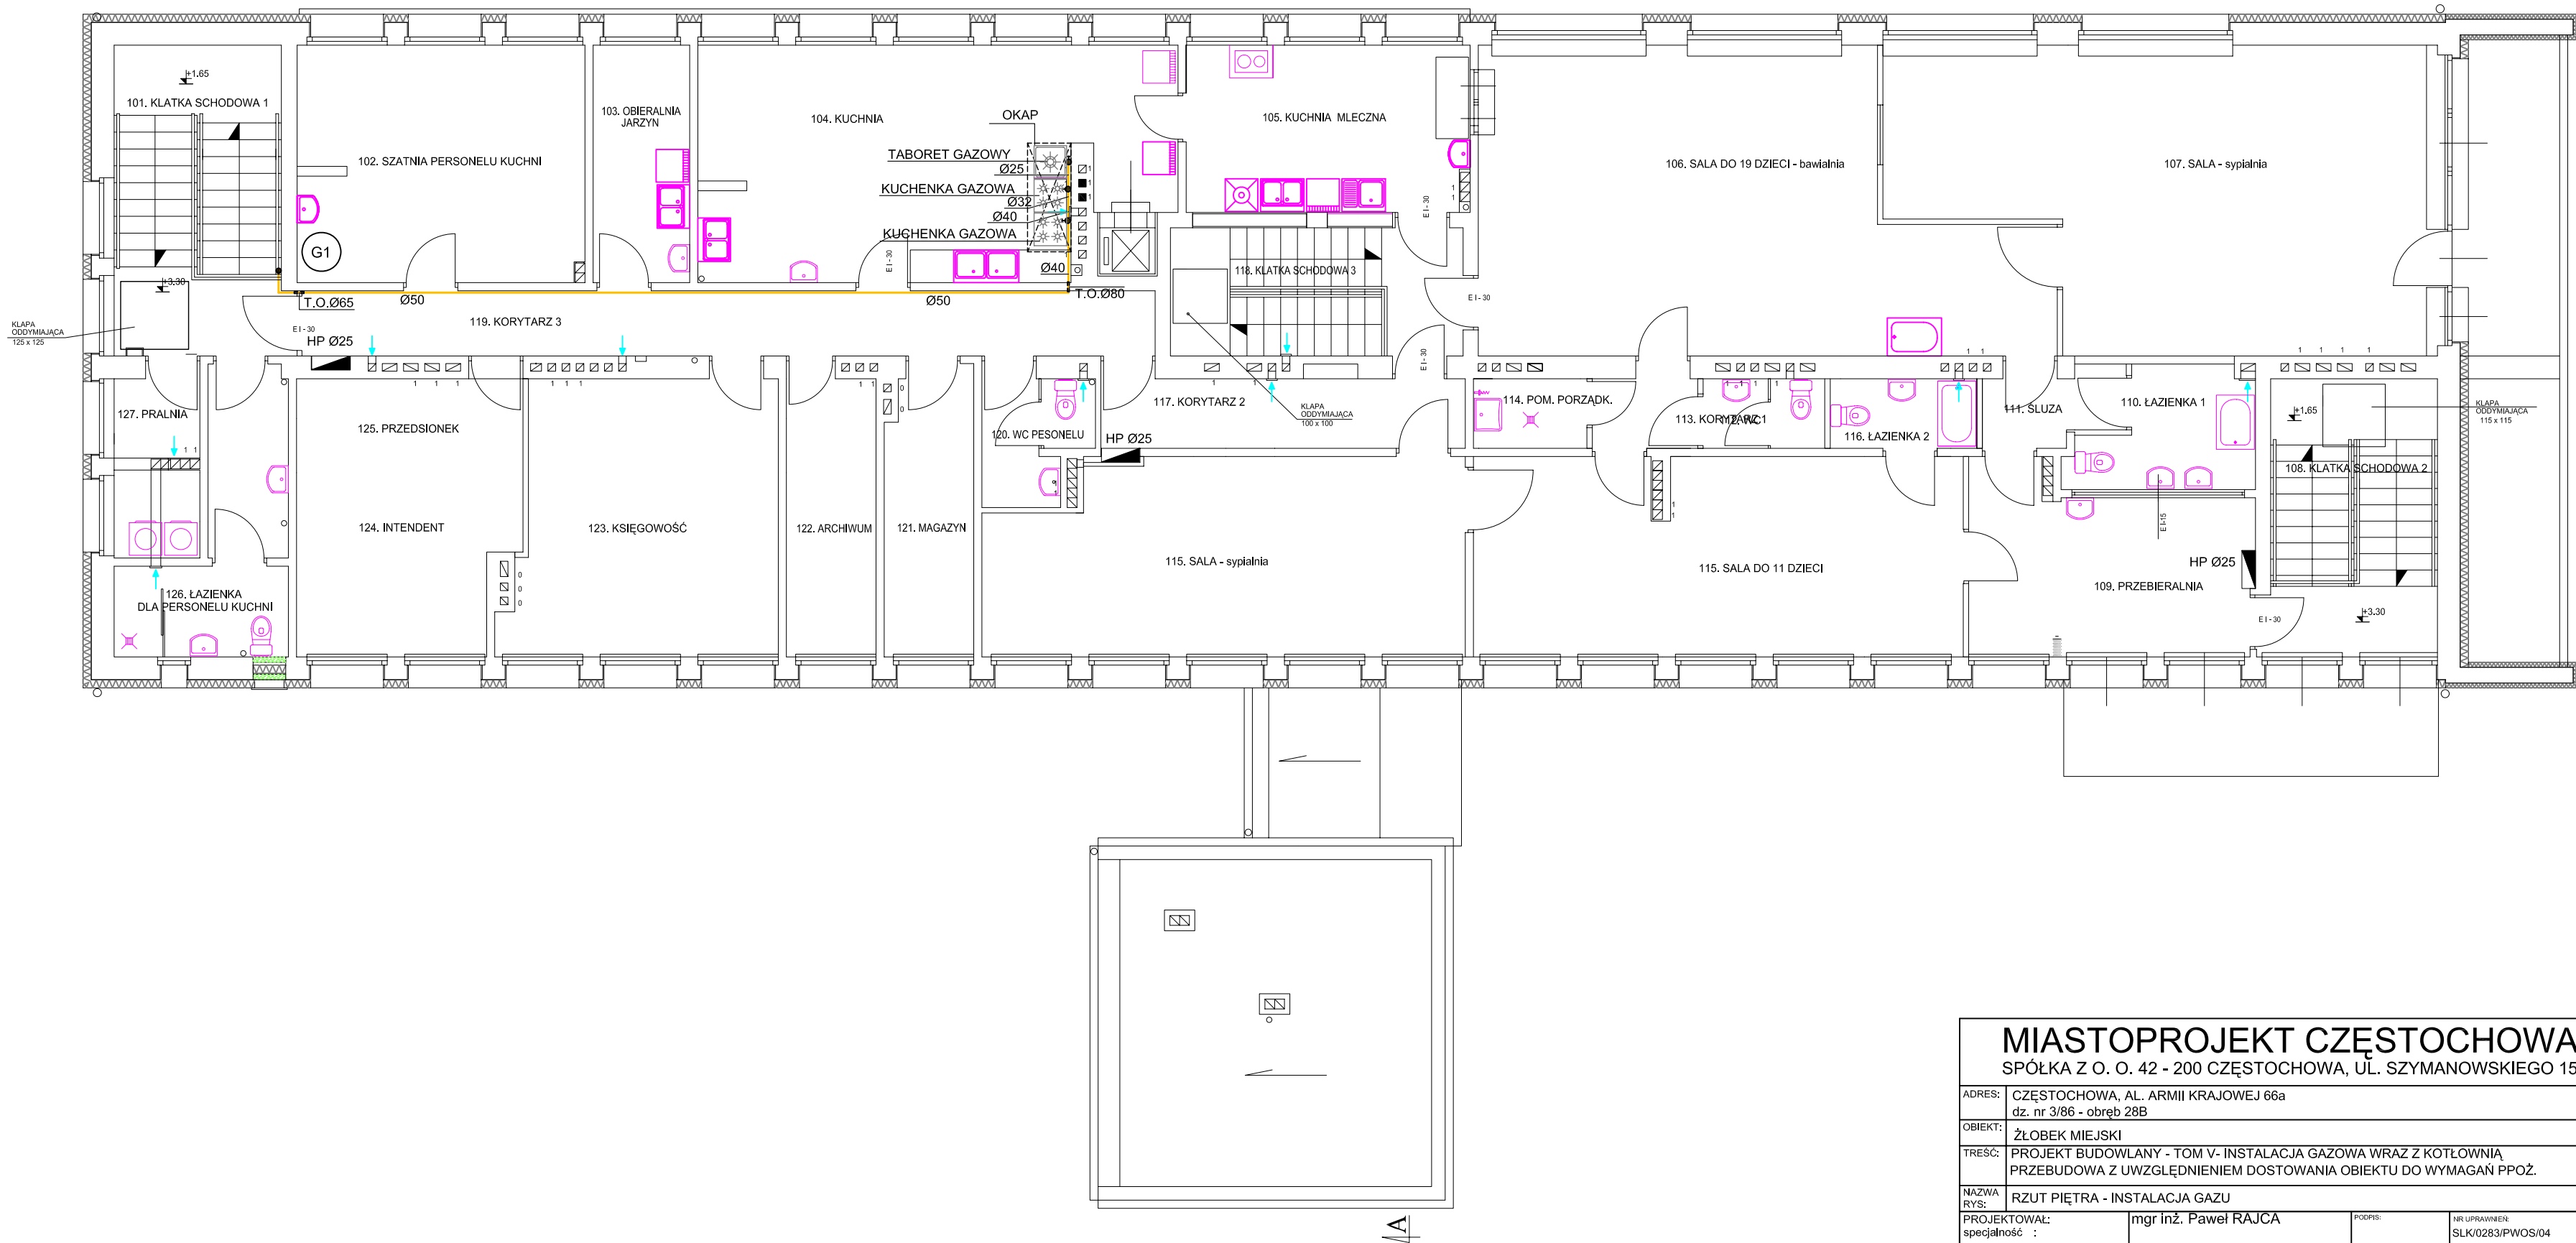 +1.65
101. KLATKA SCHODOWA 1
102. SZATNIA PERSONELU KUCHNI
103. OBIERALNIA
JARZYN
104. KUCHNIA
OKAP
TABORET GAZOWY
Ø25
KUCHENKA GAZOWA
Ø32
Ø40
KUCHENKA GAZOWA
Ø40
105. KUCHNIA MLECZNA
106. SALA DO 19 DZIECI - bawialnia
107. SALA - sypialnia
G1
E I - 30
E I - 30
118. KLATKA SCHODOWA 3
+3.30
T.O.Ø65
Ø50
Ø50
T.O.Ø80
E I - 30
119. KORYTARZ 3
KLAPA
ODDYMIAJĄCA
125 x 125
E I - 30
HP Ø25
E I - 30
127. PRALNIA
125. PRZEDSIONEK
120. WC PESONELU
117. KORYTARZ 2
HP Ø25
KLAPA
ODDYMIAJĄCA
100 x 100
114. POM. PORZĄDK.
113. KORYTARZ 1
112. WC
116. ŁAZIENKA 2
111. SLUZA
110. ŁAZIENKA 1
+1.65
KLAPA
ODDYMIAJĄCA
115 x 115
108. KLATKA SCHODOWA 2
124. INTENDENT
123. KSIĘGOWOŚĆ
122. ARCHIWUM
121. MAGAZYN
115. SALA - sypialnia
115. SALA DO 11 DZIECI
E I-15
HP Ø25
109. PRZEBIERALNIA
126. ŁAZIENKA
DLA PERSONELU KUCHNI
+3.30
E I - 30
A
MIASTOPROJEKT CZĘSTOCHOWA
SPÓŁKA Z O. O. 42 - 200 CZĘSTOCHOWA, UL. SZYMANOWSKIEGO 15
ADRES: CZĘSTOCHOWA, AL. ARMII KRAJOWEJ 66a
dz. nr 3/86 - obręb 28B
OBIEKT: ŻŁOBEK MIEJSKI
TREŚĆ: PROJEKT BUDOWLANY - TOM V- INSTALACJA GAZOWA WRAZ Z KOTŁOWNIĄ
PRZEBUDOWA Z UWZGLĘDNIENIEM DOSTOWANIA OBIEKTU DO WYMAGAŃ PPOŻ.
NAZWA
RYS: RZUT PIĘTRA - INSTALACJA GAZU
PROJEKTOWAŁ: mgr inż. Paweł RAJCA PODPIS: NR UPRAWNIEŃ:
specjalność : SLK/0283/PWOS/04